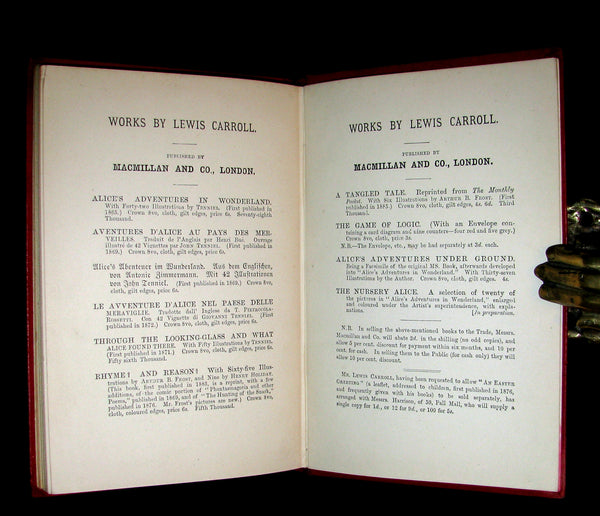 WORKS BY LEWIS CARROLL.
PUBLISHED BY
MACMILLAN AND CO., LONDON.
ALICE'S ADVENTURES IN WONDERLAND.
With Forty-two Illustrations by TENNIEL. (First published in
1865.) Crown 8vo, cloth, gilt edges, price 6s. Seventy-eighth
Thousand.
AVENTURES D'ALICE AU PAYS DES MER-
VEILLES. Traduit de l'Anglais par Henri Bué. Ouvrage
illustré de 42 Vignettes par JOHN TENNIEL. (First published in
1869.) Crown 8vo, cloth, gilt edges, price 6s.
Alice's Abenteuer im Wunderland. Aus dem Englischen,
von Antonie Zimmermann. Mit 42 Illustrationen
von John Tenniel. (First published in 1869.) Crown 8vo,
cloth, gilt edges, price 6s.
LE AVVENTURE D'ALICE NEL PAESE DELLE
MERAVIGLIE. Tradotte dall' Inglese da T. PIETROCÒLA-
ROSSETTI. Con 42 Vignette di GIOVANNI TENNIEL. (First
published in 1872.) Crown 8vo, cloth, gilt edges, price 6s.
THROUGH THE LOOKING-GLASS AND WHAT
ALICE FOUND THERE. With Fifty Illustrations by TENNIEL.
(First published in 1871.) Crown 8vo, cloth, gilt edges, price 6s.
Fifty sixth Thousand.
RHYME? AND REASON? With Sixty-five Illus-
trations by ARTHUR B. FROST, and Nine by HENRY HOLIDAY.
(This book, first published in 1883, is a reprint, with a few
additions, of the comic portion of "Phantasmagoria and other
Poems," published in 1869, and of "The Hunting of the Snark,"
published in 1876. Mr. Frost's pictures are new.) Crown 8vo,
cloth, coloured edges, price 6s. Fifth Thousand.
WORKS BY LEWIS CARROLL.
PUBLISHED BY
MACMILLAN AND CO., LONDON.
A TANGLED TALE. Reprinted from The Monthly
Packet. With Six Illustrations by ARTHUR B. FROST. (First
published in 1885.) Crown 8vo, cloth, gilt edges, 4s. 6d. Third
Thousand.
THE GAME OF LOGIC. (With an Envelope con-
taining a card diagram and nine counters—four red and five grey.)
Crown 8vo, cloth, price 3s.
N.B.—The Envelope, etc., may be had separately at 3d. each.
ALICE'S ADVENTURES UNDER GROUND.
Being a Facsimile of the original MS. Book, afterwards developed
into "Alice's Adventures in Wonderland." With Thirty-seven
Illustrations by the Author. Crown 8vo, cloth, gilt edges, 4s.
THE NURSERY ALICE. A selection of twenty of
the pictures in "Alice's Adventures in Wonderland," enlarged
and coloured under the Artist's superintendence, with expla-
nations. [In preparation.
N.B. In selling the above-mentioned books to the Trade, Messrs.
Macmillan and Co. will abate 2d. in the shilling (no odd copies), and
allow 5 per cent. discount for payment within six months, and 10 per
cent. for cash. In selling them to the Public (for cash only) they will
allow 10 per cent. discount.
MR. LEWIS CARROLL, having been requested to allow "AN EASTER
GREETING" (a leaflet, addressed to children, first published in 1876,
and frequently given with his books) to be sold separately, has
arranged with Messrs. Harrison, of 59, Pall Mall, who will supply a
single copy for 1d., or 12 for 9d., or 100 for 5s.